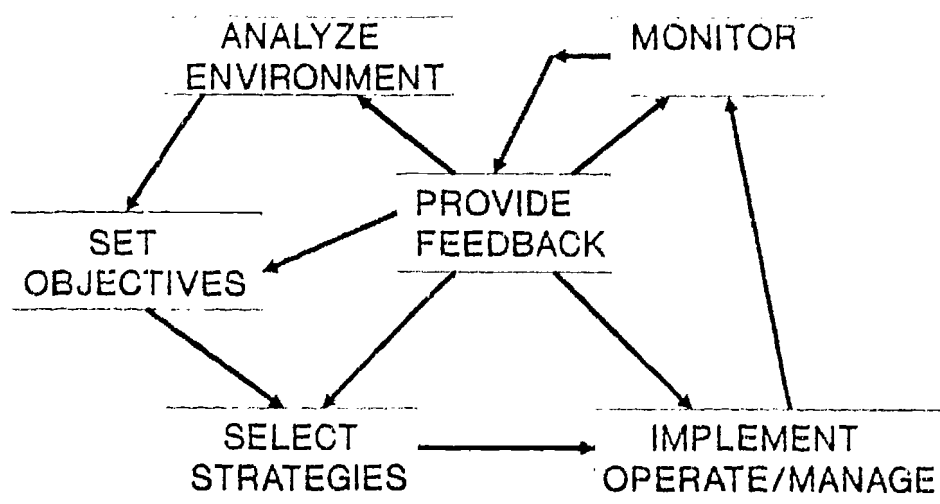 ANALYZE
ENVIRONMENT
MONITOR
PROVIDE
FEEDBACK
SET
OBJECTIVES
SELECT
STRATEGIES
IMPLEMENT
OPERATE/MANAGE